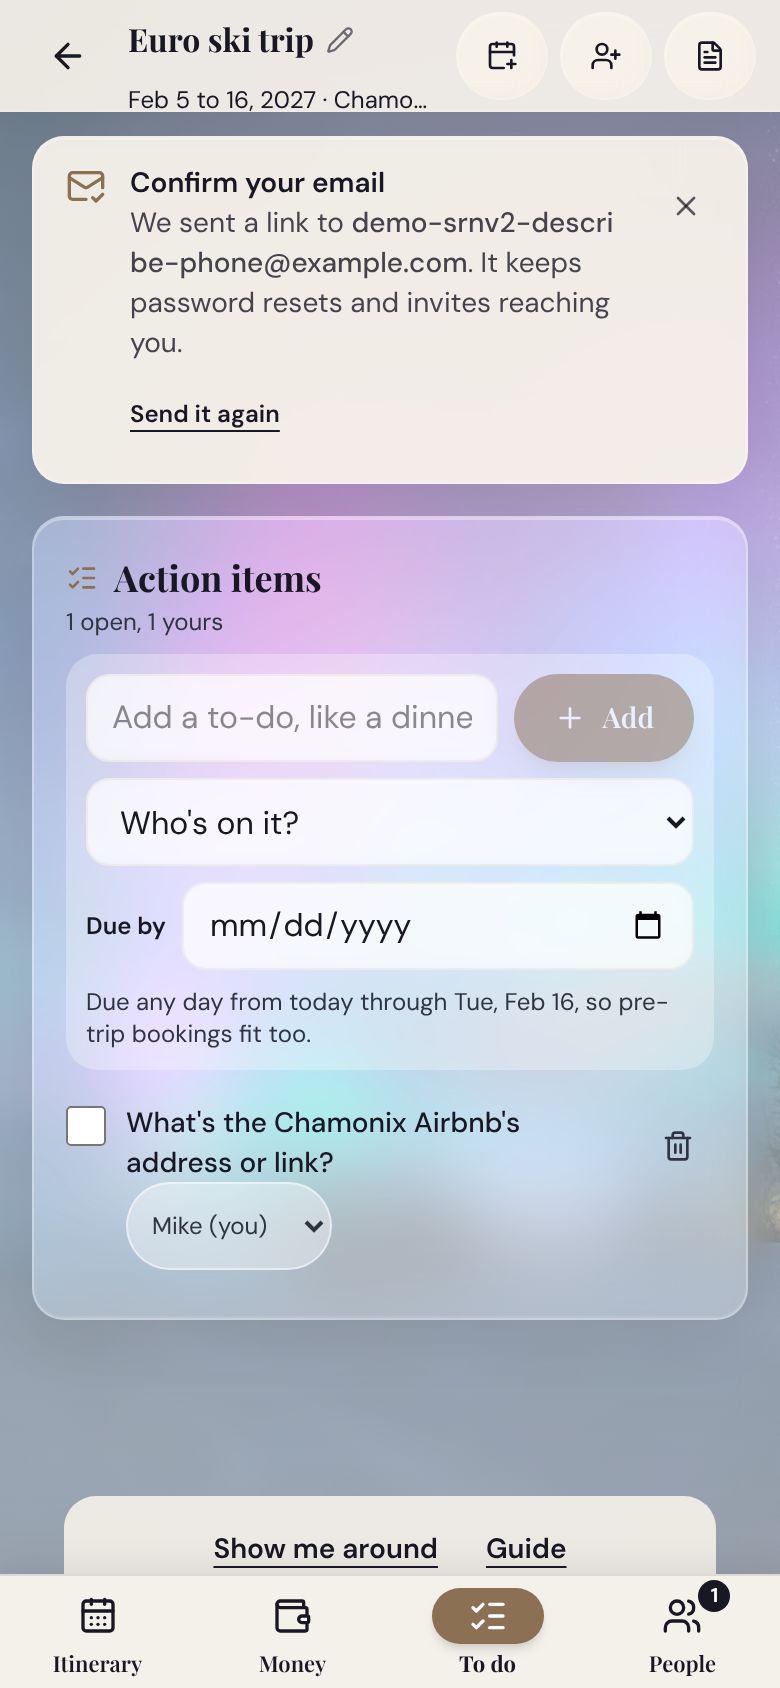 Euro ski trip
Feb 5 to 16, 2027 · Chamo...
Confirm your email
We sent a link to demo-srnv2-descri
be-phone@example.com. It keeps
password resets and invites reaching
you.
Send it again
Action items
1 open, 1 yours
Add a to-do, like a dinne
+ Add
Who's on it?
Due by
mm/dd/yyyy
Due any day from today through Tue, Feb 16, so pre-
trip bookings fit too.
What's the Chamonix Airbnb's
address or link?
Mike (you)
Show me around
Guide
1
Itinerary
Money
To do
People